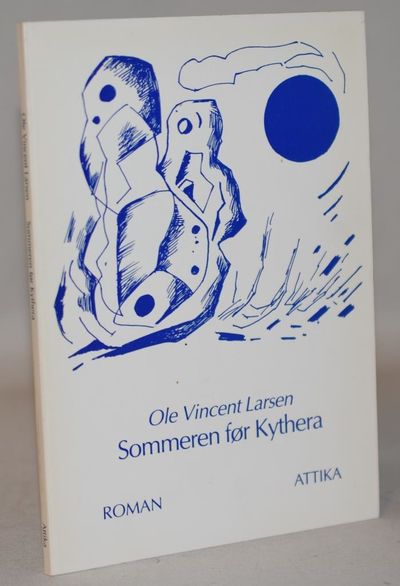 Ole Vincent Larsen
Sommeren før Kythera
ROMAN
ATTIKA
Ole Vincent Larsen Sommeren før Kythera
Attika